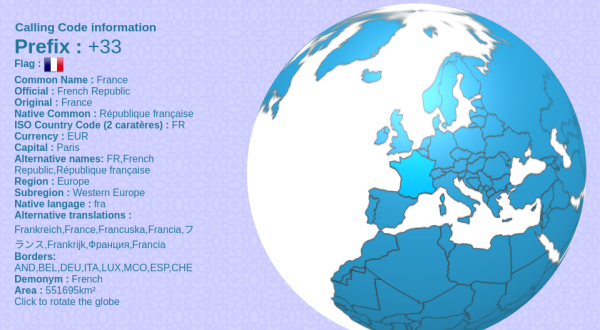 Calling Code information
Prefix : +33
Flag :
Common Name : France
Official : French Republic
Original : France
Native Common : République française
ISO Country Code (2 caratères) : FR
Currency : EUR
Capital : Paris
Alternative names: FR,French
Republic,République française
Region : Europe
Subregion : Western Europe
Native langage : fra
Alternative translations :
Frankreich,France,Francuska,Francia,フ
ランス,Frankrijk,Франция,Francia
Borders:
AND,BEL,DEU,ITA,LUX,MCO,ESP,CHE
Demonym : French
Area : 551695km²
Click to rotate the globe